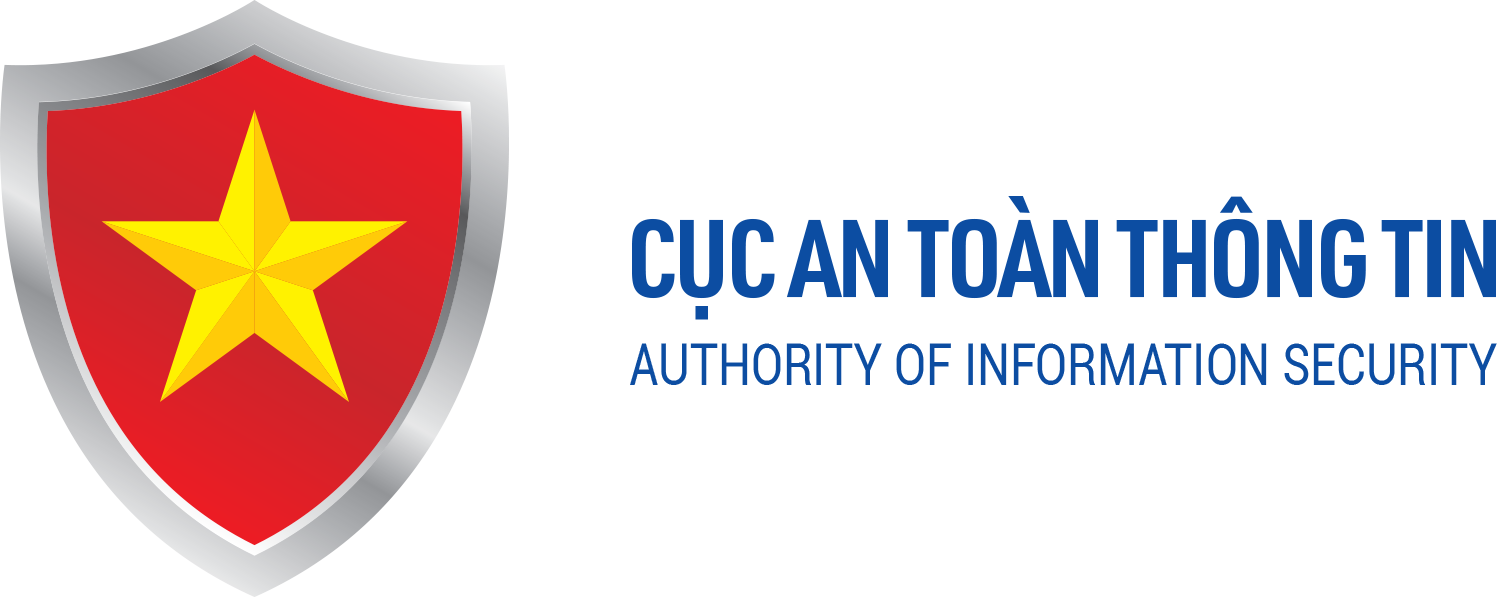 CỤC AN TOÀN THÔNG TIN
AUTHORITY OF INFORMATION SECURITY